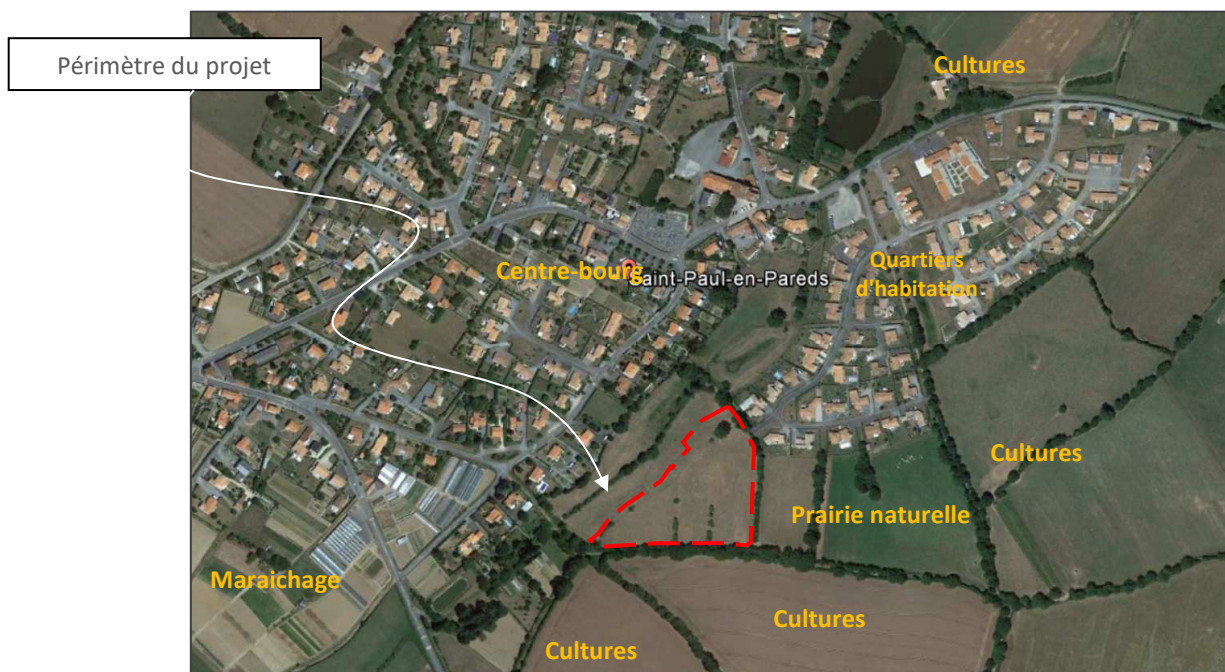 Périmètre du projet
Cultures
Centre-bourg
Saint-Paul-en-Pareds
Quartiers
d'habitation
Cultures
Prairie naturelle
Maraichage
Cultures
Cultures